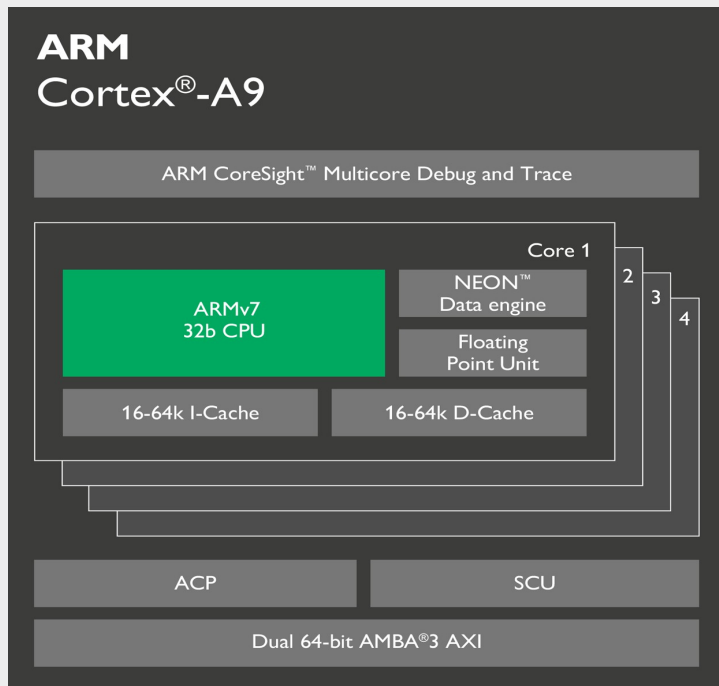 ARM
Cortex®-A9
ARM CoreSight™ Multicore Debug and Trace
Core 1
2
3
4
ARMv7
32b CPU
NEON™
Data engine
Floating
Point Unit
16-64k I-Cache
16-64k D-Cache
ACP
SCU
Dual 64-bit AMBA®3 AXI